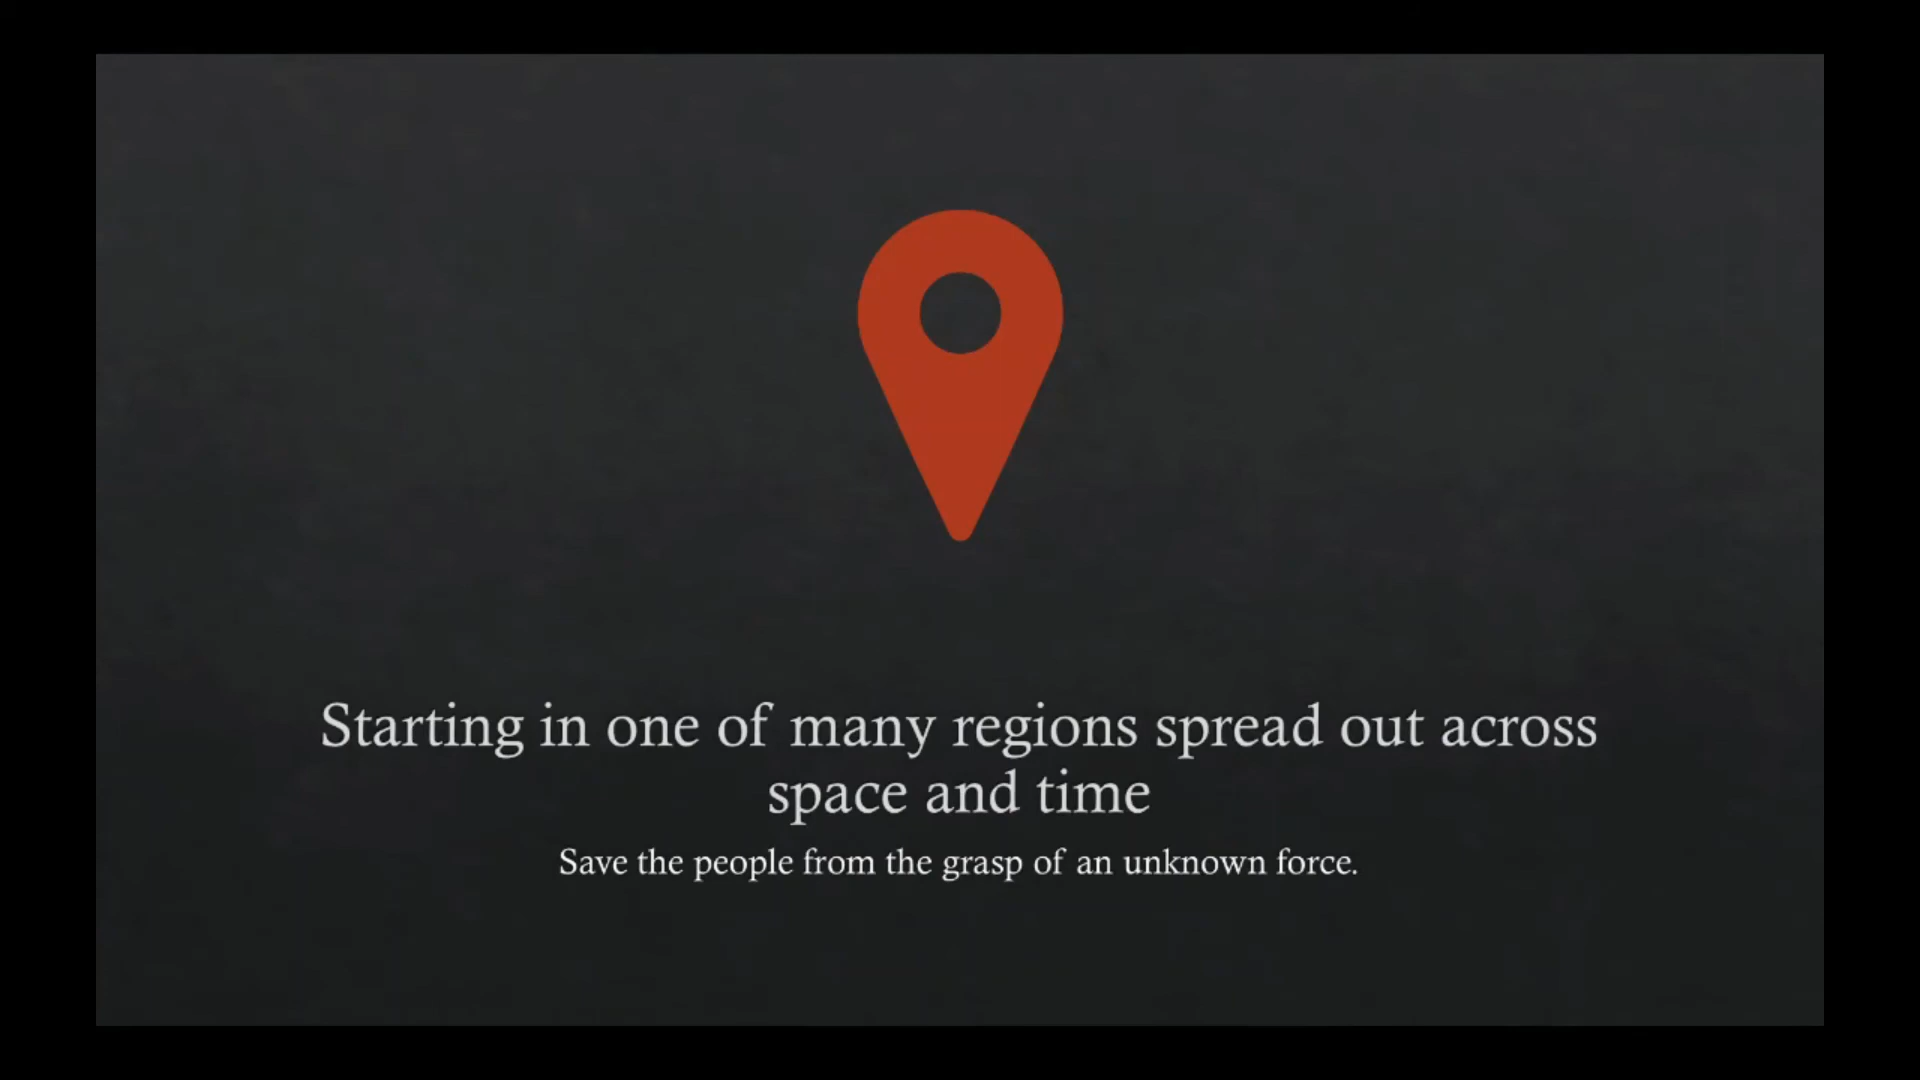 Starting in one of many regions spread out across
space and time
Save the people from the grasp of an unknown force.